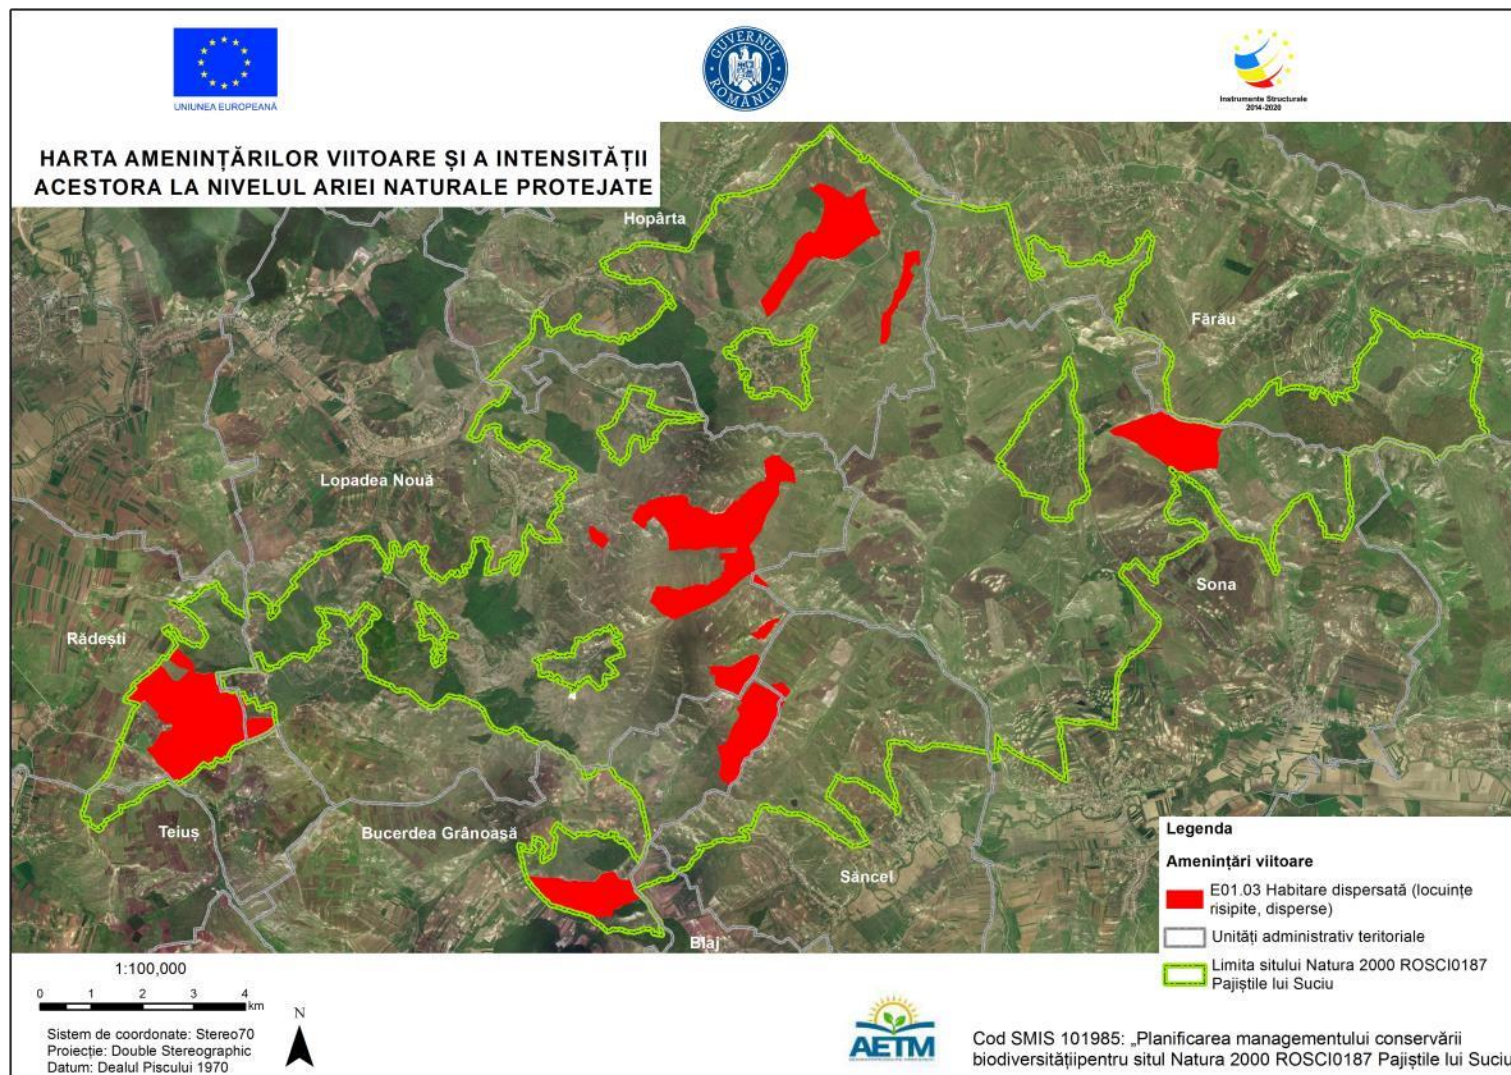 UNIUNEA EUROPEANĂ
GUVERNUL ROMÂNIEI
Instrumente Structurale
2014-2020
HARTA AMENINȚĂRILOR VIITOARE ȘI A INTENSITĂȚII
ACESTORA LA NIVELUL ARIEI NATURALE PROTEJATE
Hopârta
Fărău
Lopadea Nouă
Sona
Rădești
Teiuș
Bucerdea Grânoașă
Sâncel
Blaj
Legenda
Amenințări viitoare
E01.03 Habitare dispersată (locuințe
risipite, disperse)
Unități administrativ teritoriale
Limita sitului Natura 2000 ROSCI0187
Pajiștile lui Suciu
1:100,000
0 1 2 3 4
km
N
Sistem de coordonate: Stereo70
Proiecție: Double Stereographic
Datum: Dealul Piscului 1970
AETM
Cod SMIS 101985: „Planificarea managementului conservării
biodiversitățiipentru situl Natura 2000 ROSCI0187 Pajiștile lui Suciu